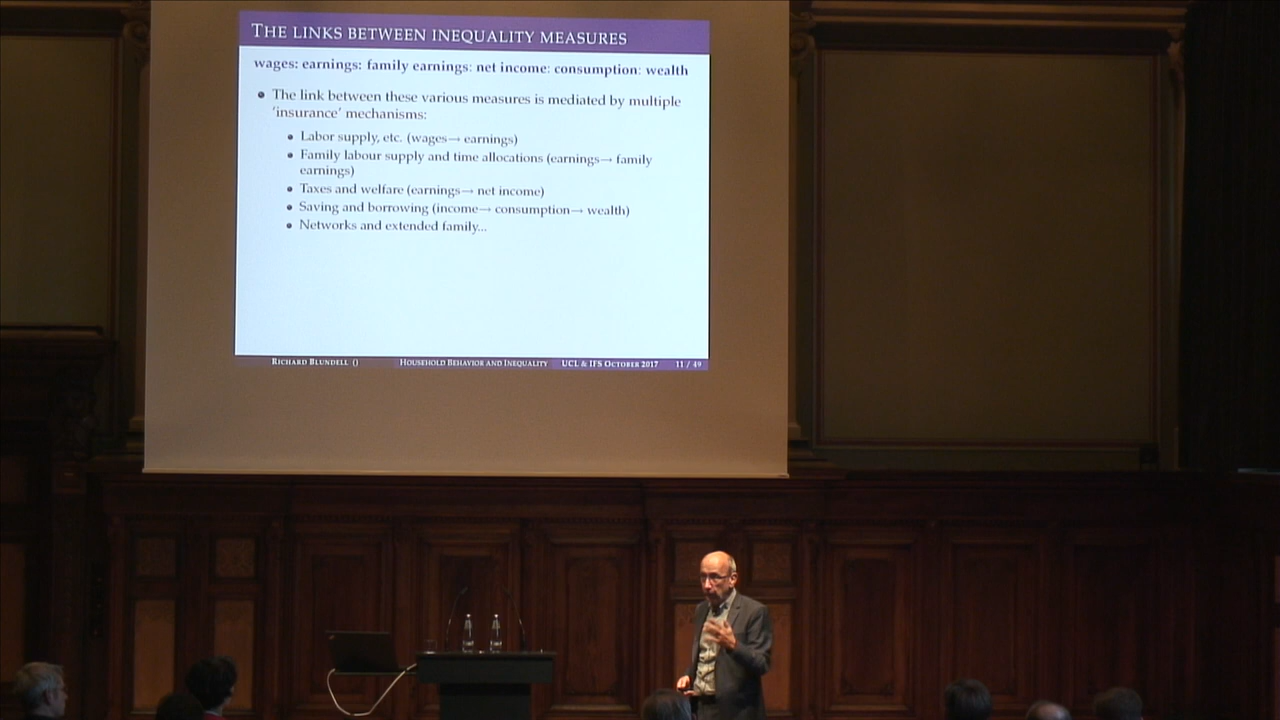 THE LINKS BETWEEN INEQUALITY MEASURES
wages: earnings: family earnings: net income: consumption: wealth
The link between these various measures is mediated by multiple
'insurance' mechanisms:
Labor supply, etc. (wages→ earnings)
Family labour supply and time allocations (earnings→ family
earnings)
Taxes and welfare (earnings→ net income)
Saving and borrowing (income→ consumption→ wealth)
Networks and extended family...
RICHARD BLUNDELL () HOUSEHOLD BEHAVIOR AND INEQUALITY UCL & IFS OCTOBER 2017 11 / 49